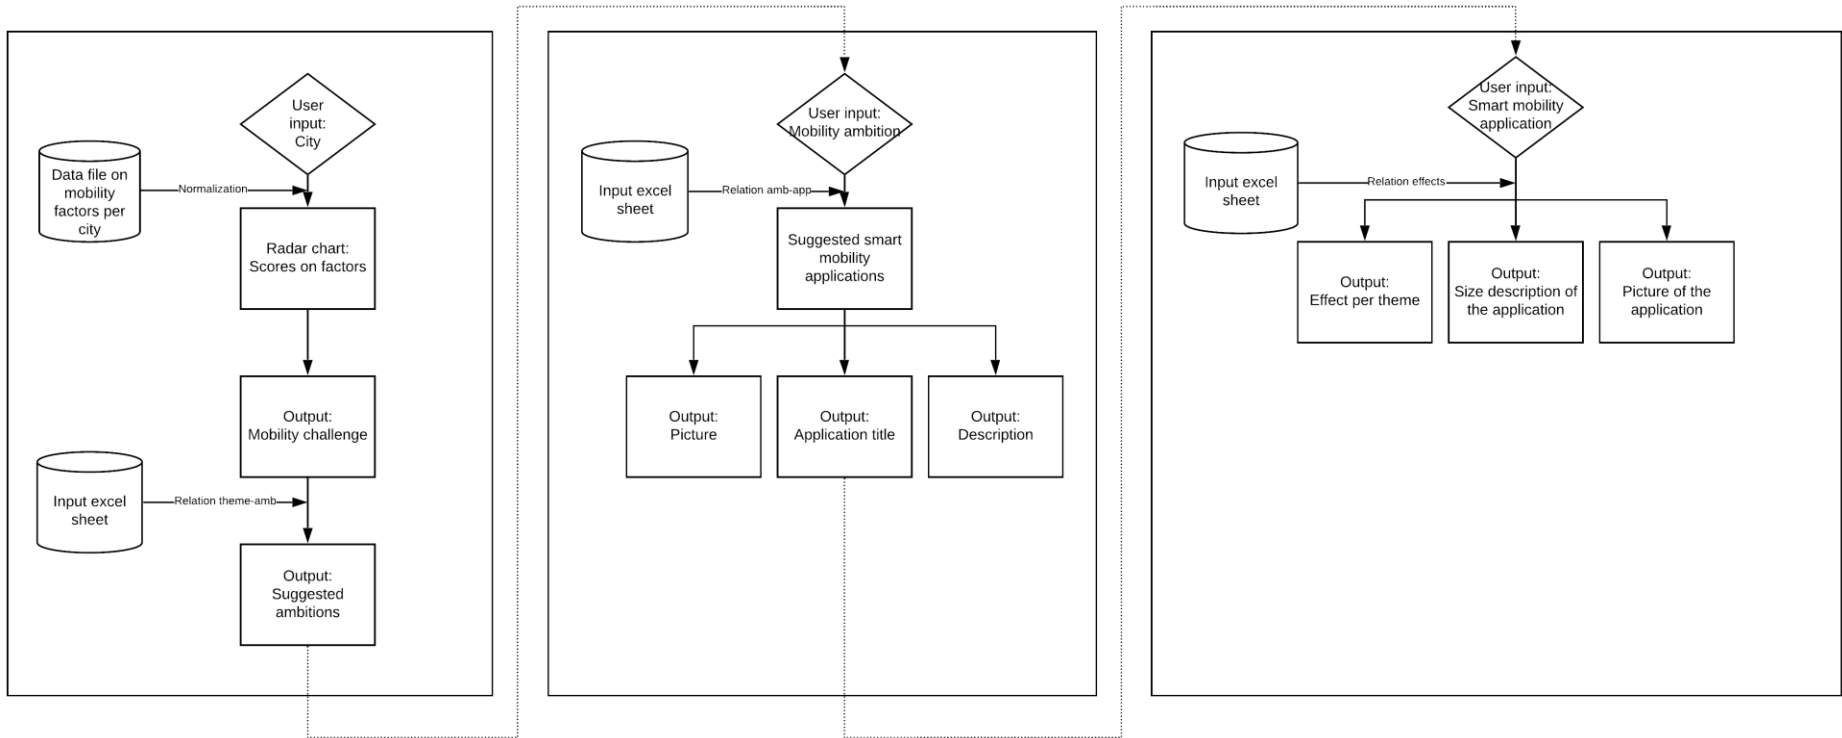 User
input:
City
Data file on
mobility
factors per
city
Normalization
Radar chart:
Scores on factors
Output:
Mobility challenge
Input excel
sheet
Relation theme-amb
Output:
Suggested
ambitions
User input:
Mobility ambition
Input excel
sheet
Relation amb-app
Suggested smart
mobility
applications
Output:
Picture
Output:
Application title
Output:
Description
User input:
Smart mobility
application
Input excel
sheet
Relation effects
Output:
Effect per theme
Output:
Size description of
the application
Output:
Picture of the
application